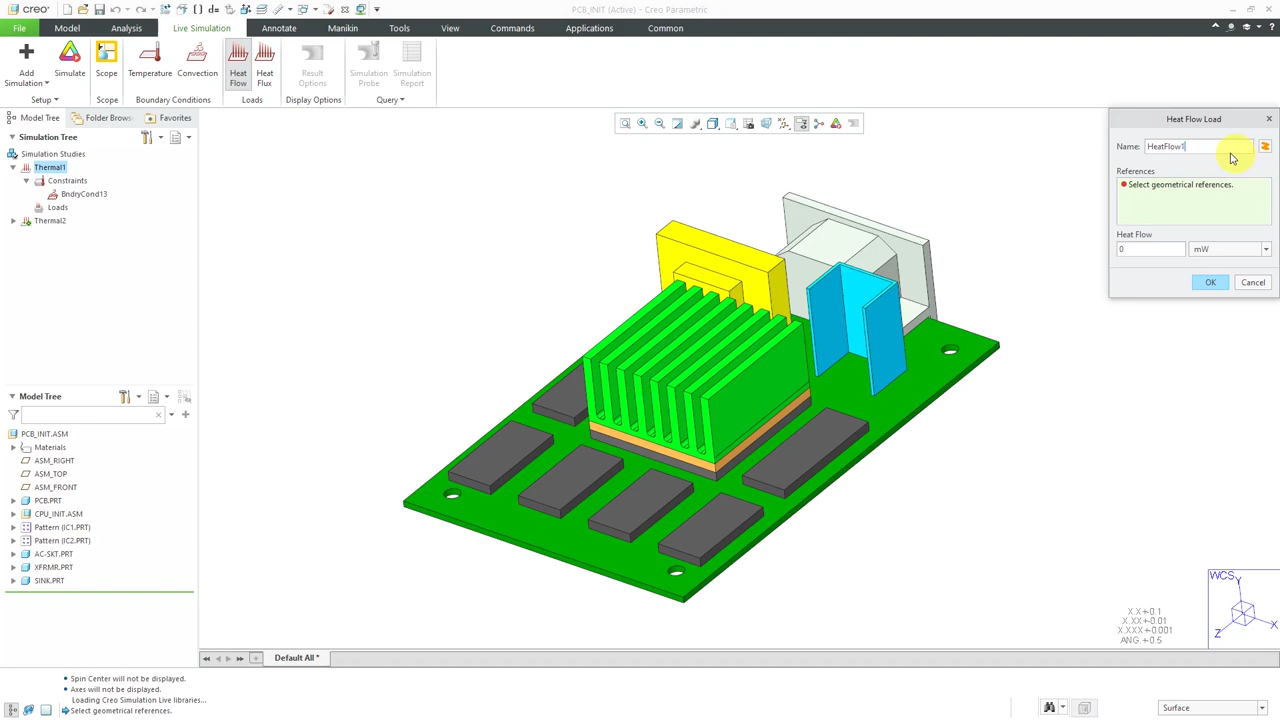 creo
PCB_INIT (Active) - Creo Parametric
File Model Analysis Live Simulation Annotate Manikin Tools View Commands Applications Common
Add Simulation Simulate Scope Temperature Convection Heat Flow Heat Flux Result Options Simulation Probe Simulation Report
Setup Scope Boundary Conditions Loads Display Options Query
Model Tree Folder Brows Favorites
Simulation Tree
Simulation Studies
Thermal1
Constraints
BndryCond13
Loads
Thermal2
Model Tree
PCB_INIT.ASM
Materials
ASM_RIGHT
ASM_TOP
ASM_FRONT
PCB.PRT
CPU_INIT.ASM
Pattern (IC1.PRT)
Pattern (IC2.PRT)
AC-SKT.PRT
XFRMR.PRT
SINK.PRT
Heat Flow Load
Name: HeatFlow1
References
Select geometrical references.
Heat Flow
0 mW
OK Cancel
WCS
Y
X
Z
X.X +-0.1
X.XX +-0.01
X.XXX +-0.001
ANG. +-0.5
Default All *
Spin Center will not be displayed.
Axes will not be displayed.
Loading Creo Simulation Live libraries...
Select geometrical references.
Surface